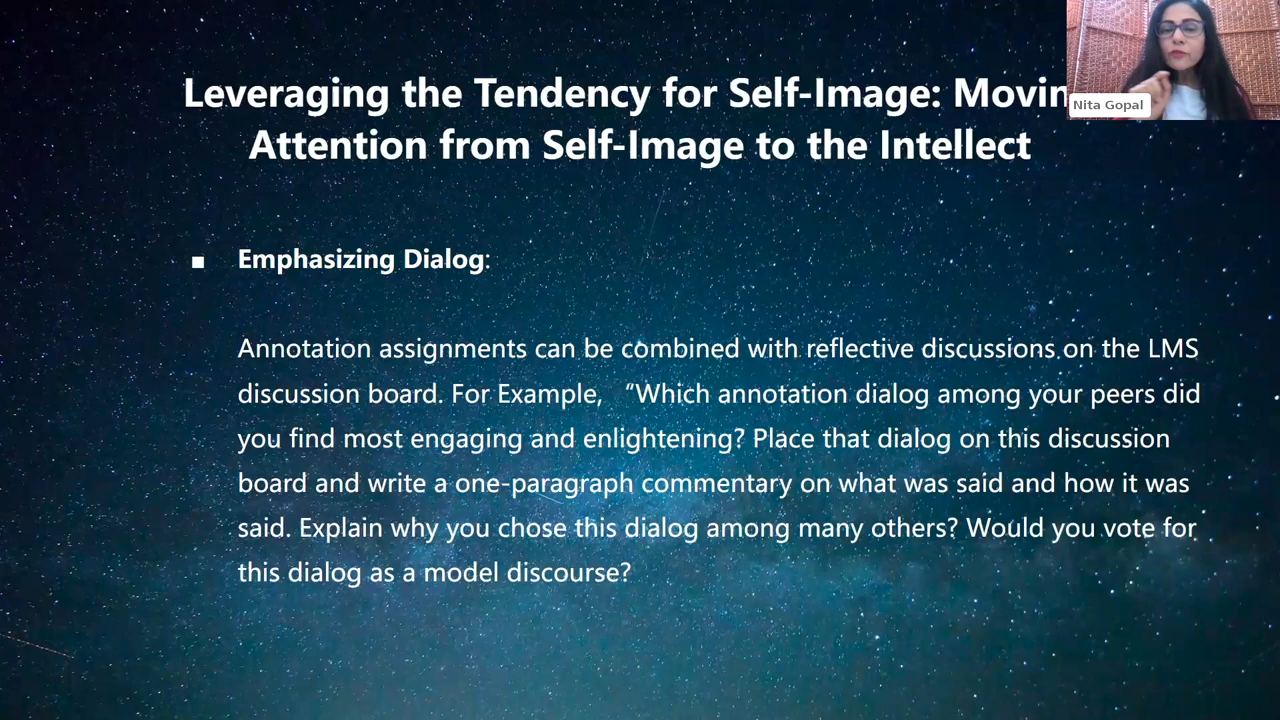 Leveraging the Tendency for Self-Image: Movin
Attention from Self-Image to the Intellect
Nita Gopal
■ Emphasizing Dialog:
Annotation assignments can be combined with reflective discussions on the LMS
discussion board. For Example, “Which annotation dialog among your peers did
you find most engaging and enlightening? Place that dialog on this discussion
board and write a one-paragraph commentary on what was said and how it was
said. Explain why you chose this dialog among many others? Would you vote for
this dialog as a model discourse?